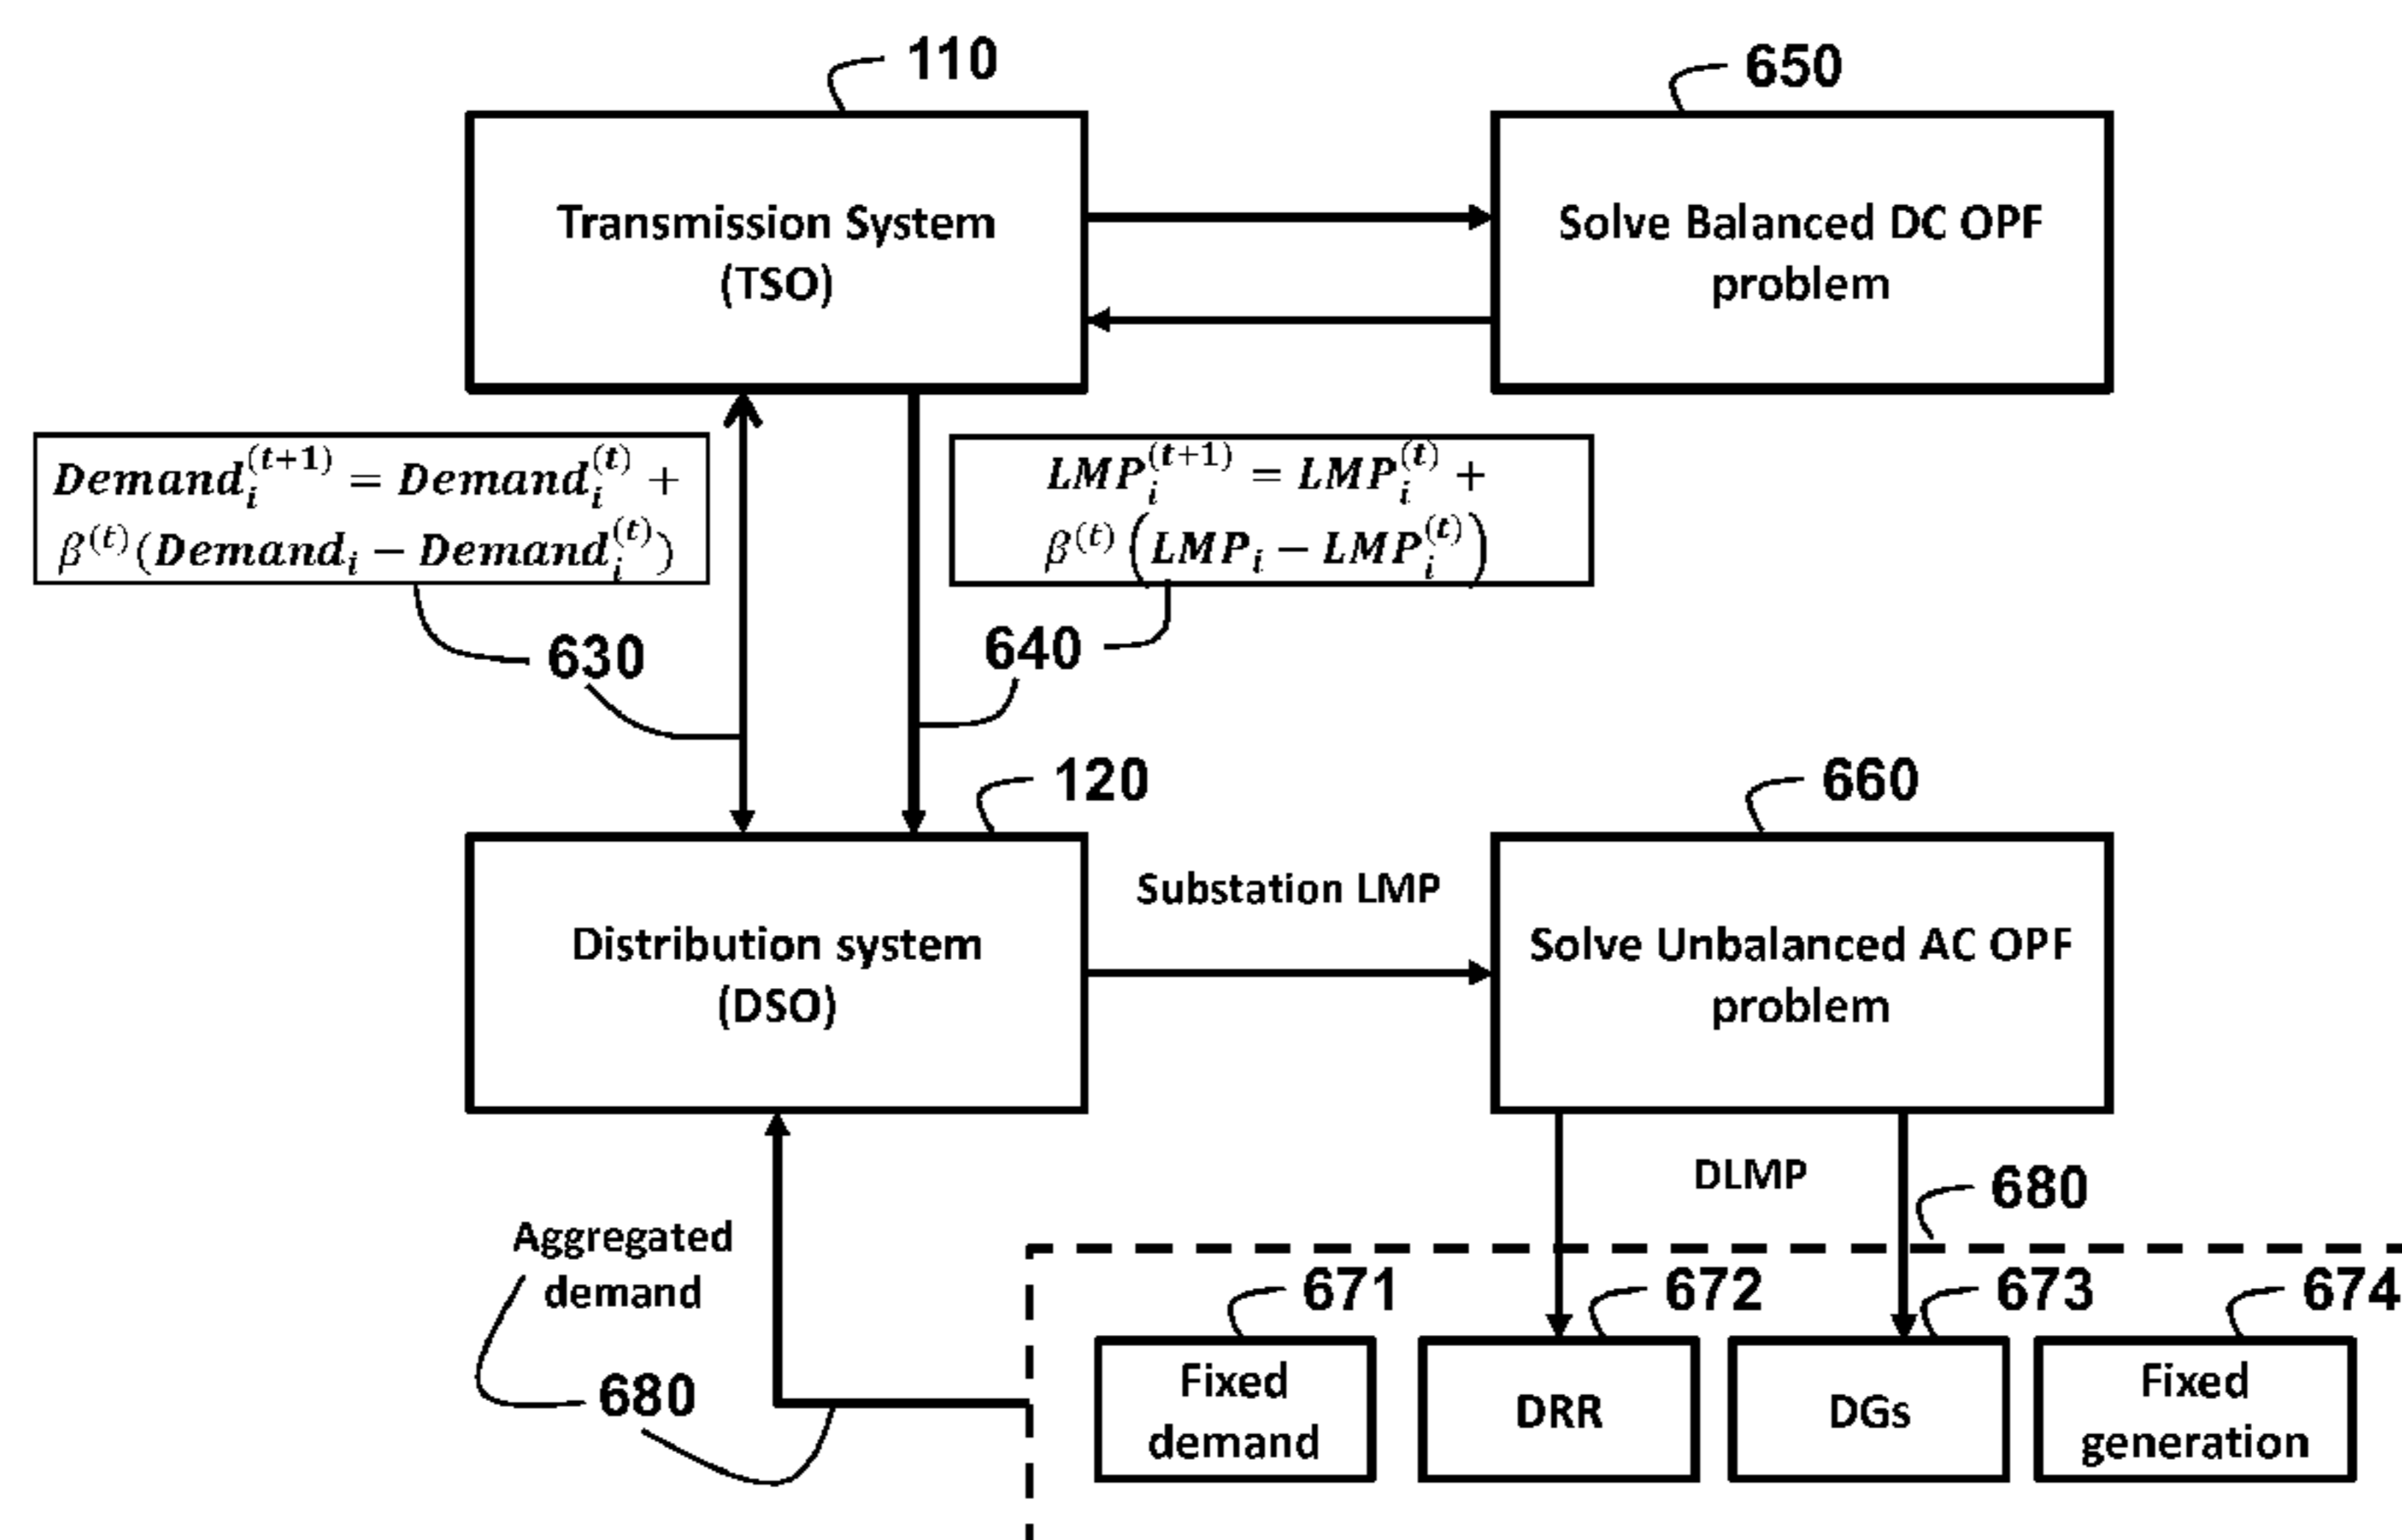 110
650
Transmission System
(TSO)
Solve Balanced DC OPF
problem
Demand_i^{(t+1)} = Demand_i^{(t)} +
β^{(t)}(Demand_i − Demand_i^{(t)})
LMP_i^{(t+1)} = LMP_i^{(t)} +
β^{(t)}(LMP_i − LMP_i^{(t)})
630
640
120
660
Distribution system
(DSO)
Substation LMP
Solve Unbalanced AC OPF
problem
DLMP
680
Aggregated
demand
680
671
672
673
674
Fixed
demand
DRR
DGs
Fixed
generation